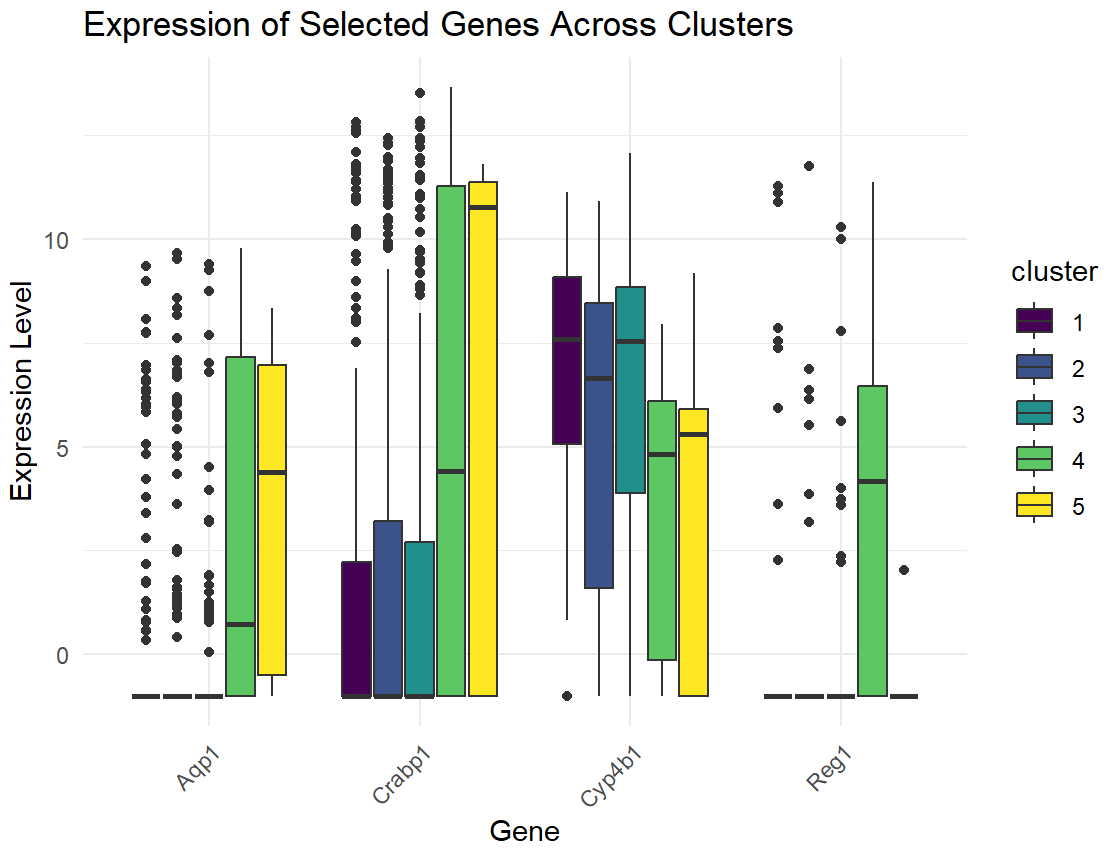 Expression of Selected Genes Across Clusters
Expression Level
10
5
0
Aqp1
Crabp1
Cyp4b1
Reg1
Gene
cluster
1
2
3
4
5